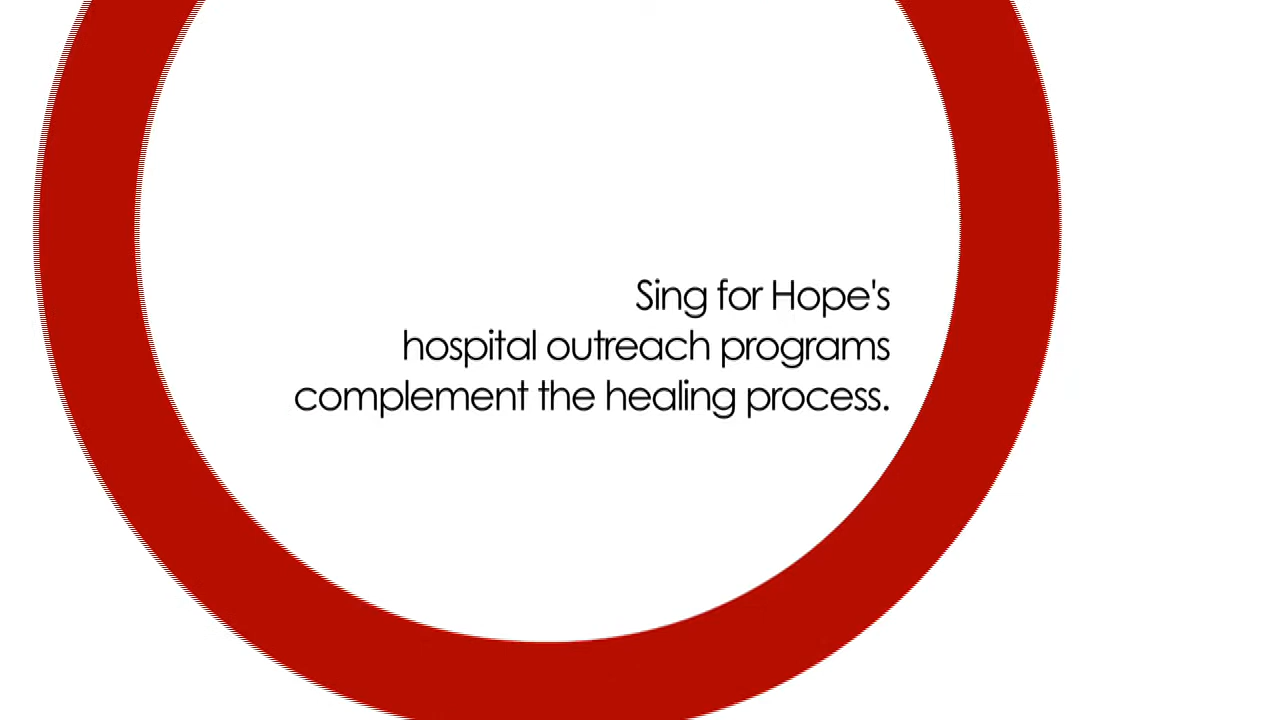 Sing for Hope's
hospital outreach programs
complement the healing process.